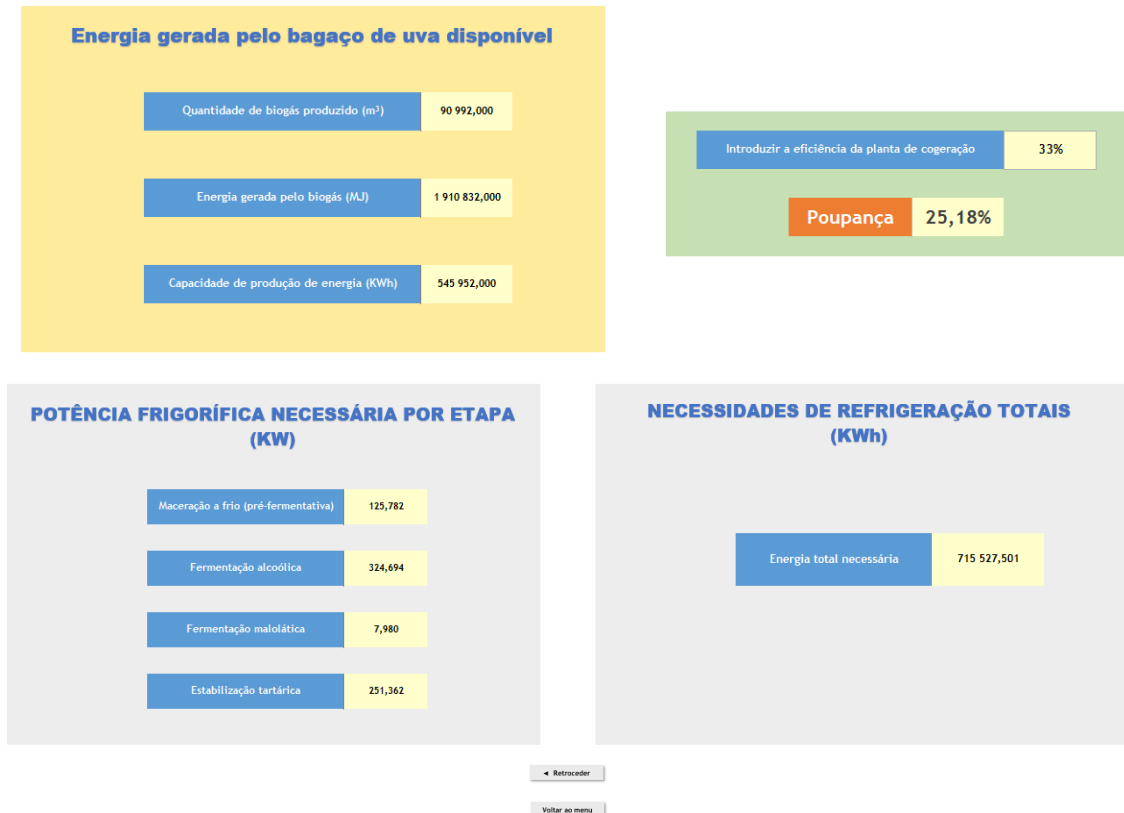 Energia gerada pelo bagaço de uva disponível
Quantidade de biogás produzido (m³) 90 992,000
Energia gerada pelo biogás (MJ) 1 910 832,000
Capacidade de produção de energia (KWh) 545 952,000
Introduzir a eficiência da planta de cogeração 33%
Poupança 25,18%
POTÊNCIA FRIGORÍFICA NECESSÁRIA POR ETAPA
(KW)
Maceração a frio (pré-fermentativa) 125,782
Fermentação alcoólica 324,694
Fermentação malolática 7,980
Estabilização tartárica 251,362
NECESSIDADES DE REFRIGERAÇÃO TOTAIS
(KWh)
Energia total necessária 715 527,501
◄ Retroceder
Voltar ao menu